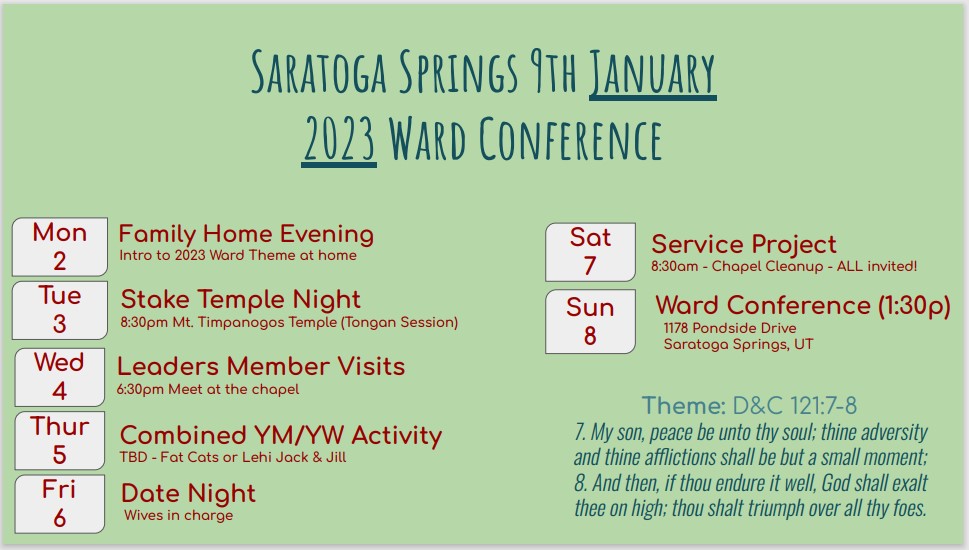 Saratoga Springs 9th January
2023 Ward Conference
Mon
2
Family Home Evening
Intro to 2023 Ward Theme at home
Tue
3
Stake Temple Night
8:30pm Mt. Timpanogos Temple (Tongan Session)
Wed
4
Leaders Member Visits
6:30pm Meet at the chapel
Thur
5
Combined YM/YW Activity
TBD - Fat Cats or Lehi Jack & Jill
Fri
6
Date Night
Wives in charge
Sat
7
Service Project
8:30am - Chapel Cleanup - ALL invited!
Sun
8
Ward Conference (1:30p)
1178 Pondside Drive
Saratoga Springs, UT
Theme: D&C 121:7-8
7. My son, peace be unto thy soul; thine adversity
and thine afflictions shall be but a small moment;
8. And then, if thou endure it well, God shall exalt
thee on high; thou shalt triumph over all thy foes.